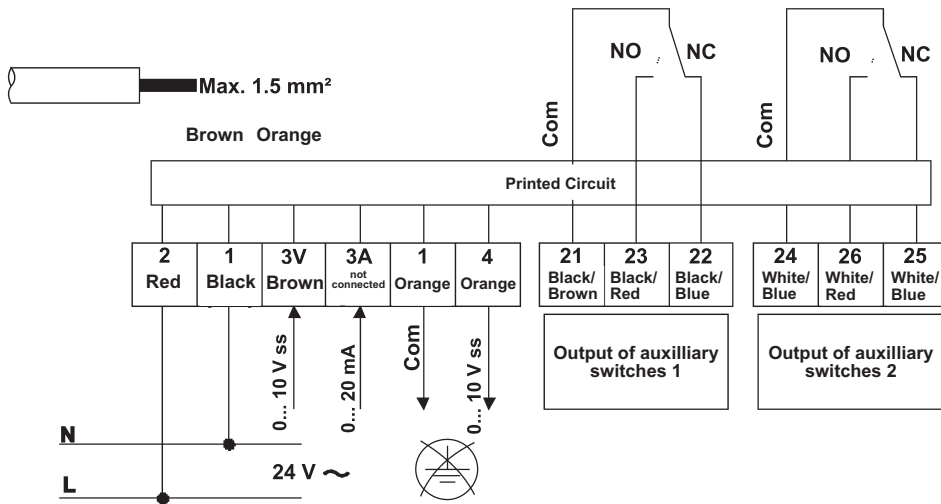 NO NC
NO NC
Max. 1.5 mm²
Com
Com
Brown Orange
Printed Circuit
2 1 3V 3A 1 4
Red Black Brown not connected Orange Orange
21 23 22
Black/ Black/ Black/
Brown Red Blue
24 26 25
White/ White/ White/
Blue Red Blue
0... 10 V ss
0... 20 mA
Com
0... 10 V ss
Output of auxilliary
switches 1
Output of auxilliary
switches 2
N
24 V ~
L